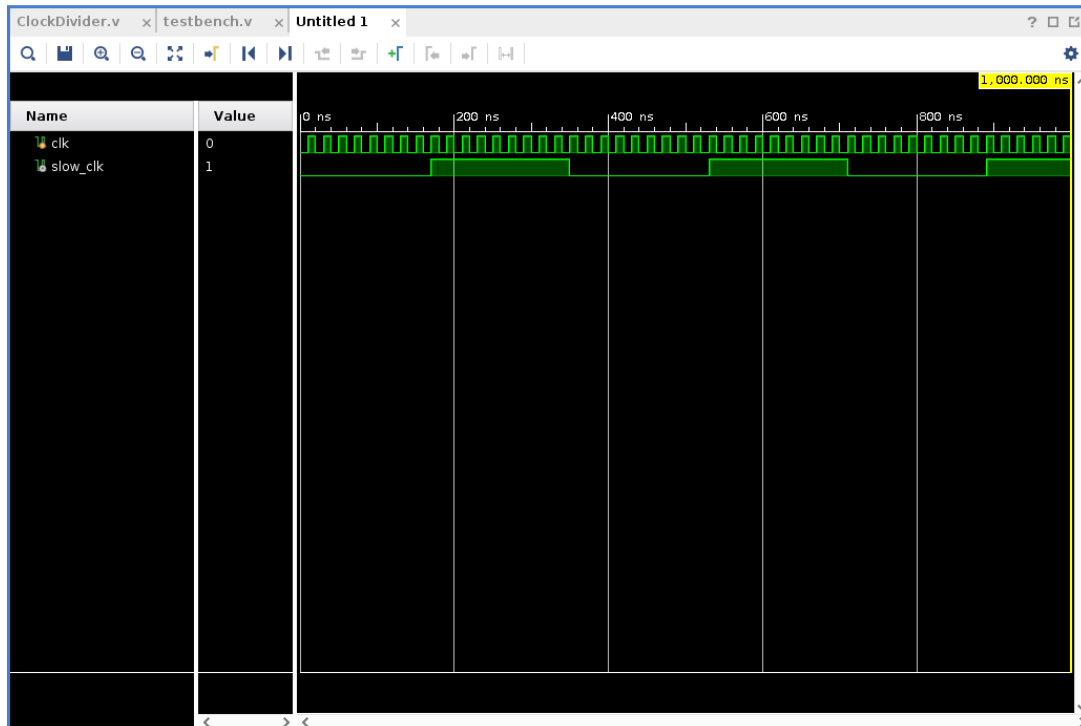 ClockDivider.v × testbench.v × Untitled 1 ×
?
1,000.000 ns
Name Value
0 ns 200 ns 400 ns 600 ns 800 ns
clk 0
slow_clk 1